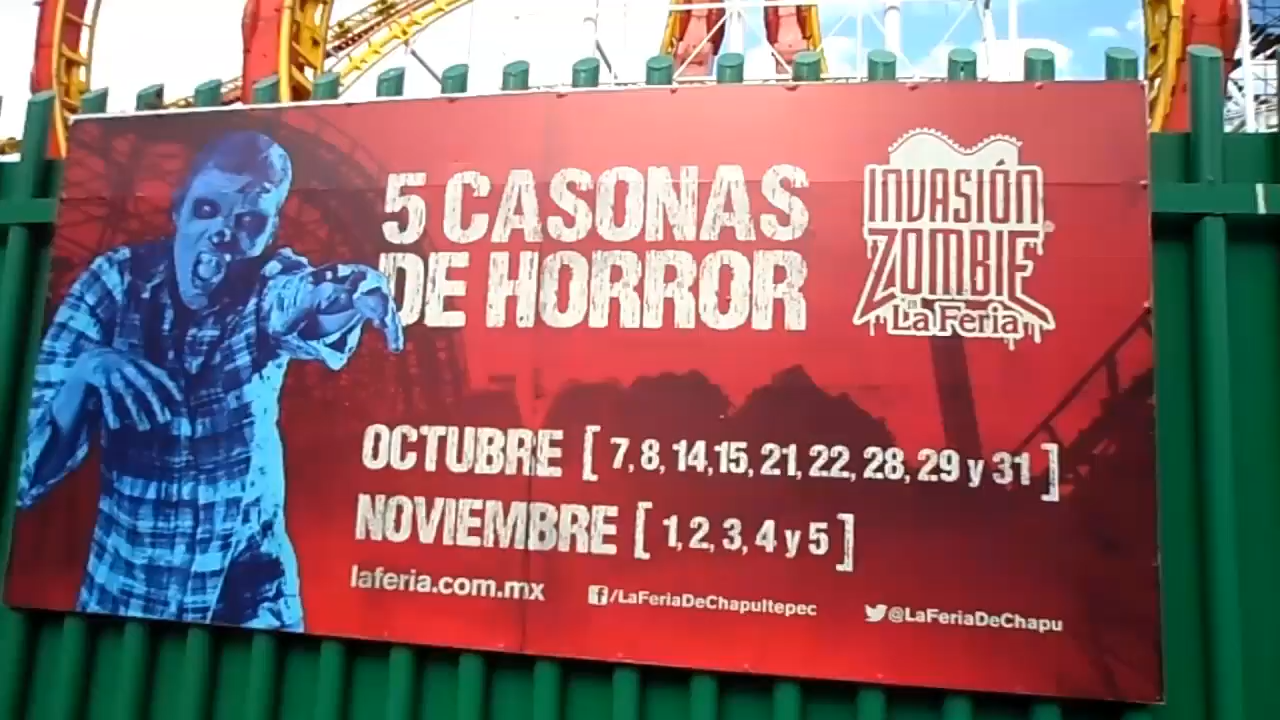 5 CASONAS
DE HORROR
INVASIÓN
ZOMBIE
EN
La Feria
OCTUBRE [ 7, 8, 14,15, 21, 22, 28, 29 y 31 ]
NOVIEMBRE [ 1, 2, 3, 4 y 5 ]
laferia.com.mx
f/LaFeriaDeChapultepec
@LaFeriaDeChapu